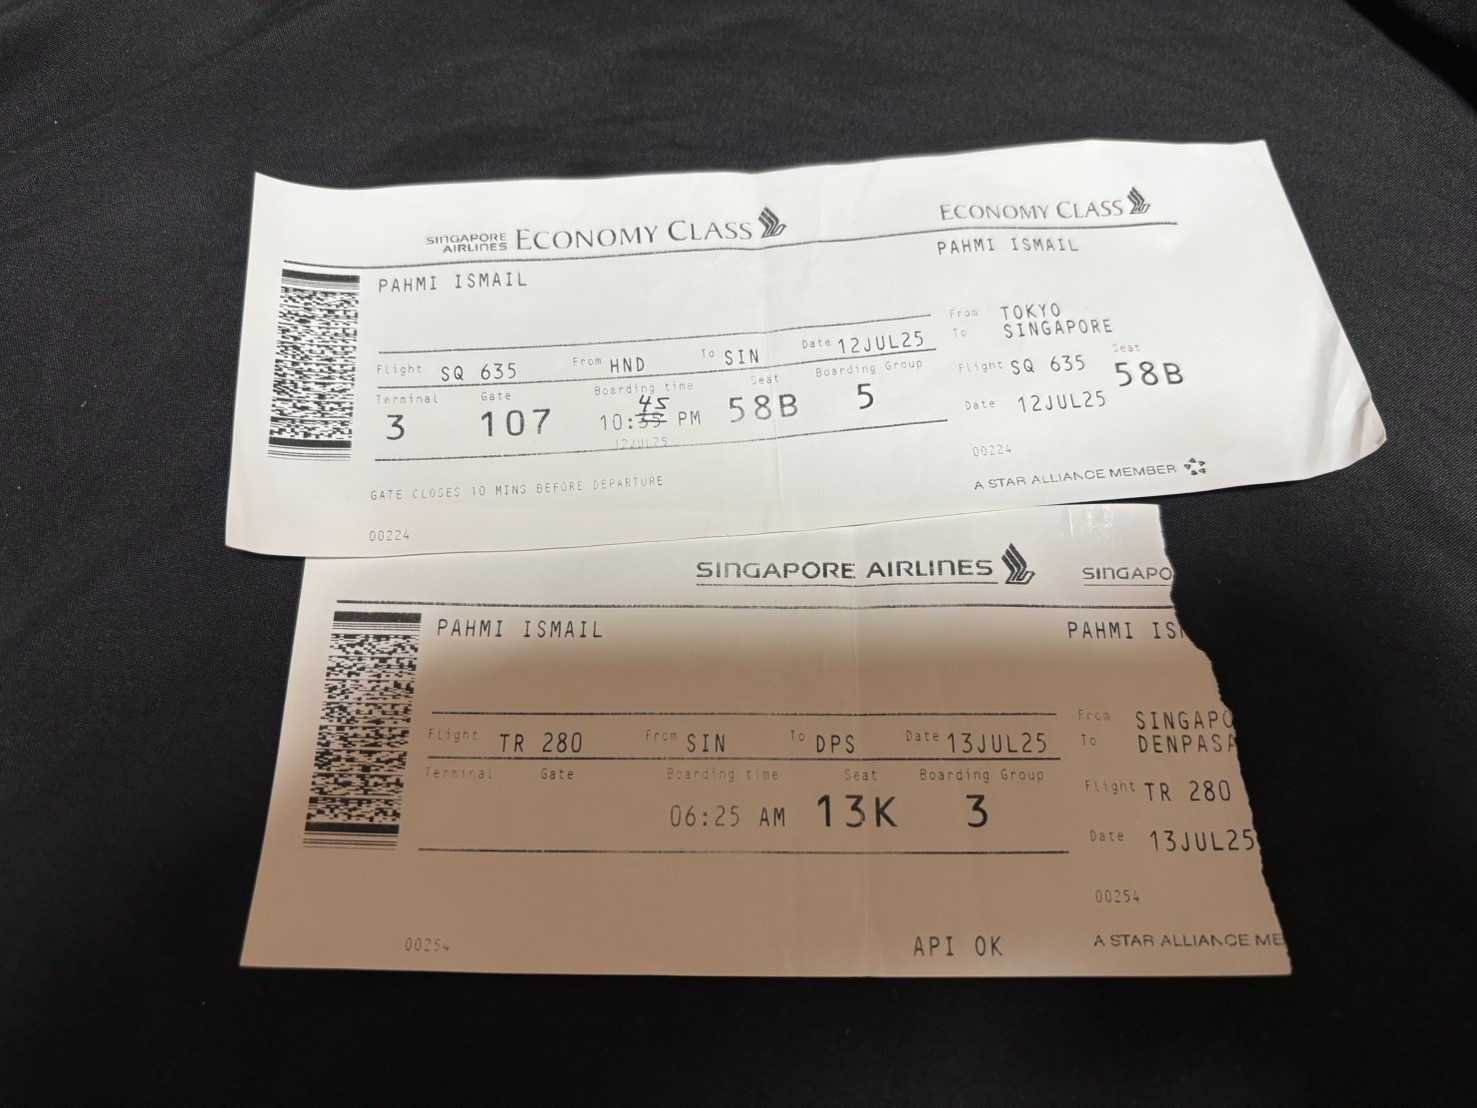 SINGAPORE AIRLINES ECONOMY CLASS
PAHMI ISMAIL
Flight SQ 635 From HND To SIN Date 12JUL25
Terminal Gate Boarding time Seat Boarding Group
3 107 10:35 45 PM 58B 5
12JUL25
GATE CLOSES 10 MINS BEFORE DEPARTURE
00224
ECONOMY CLASS
PAHMI ISMAIL
From TOKYO
To SINGAPORE
Flight SQ 635 Seat 58B
Date 12JUL25
00224
A STAR ALLIANCE MEMBER
SINGAPORE AIRLINES
PAHMI ISMAIL
Flight TR 280 From SIN To DPS Date 13JUL25
Terminal Gate Boarding time Seat Boarding Group
06:25 AM 13K 3
00254 API OK
SINGAPO
PAHMI IS
From SINGAPO
To DENPASA
Flight TR 280
Date 13JUL25
00254
A STAR ALLIANCE ME